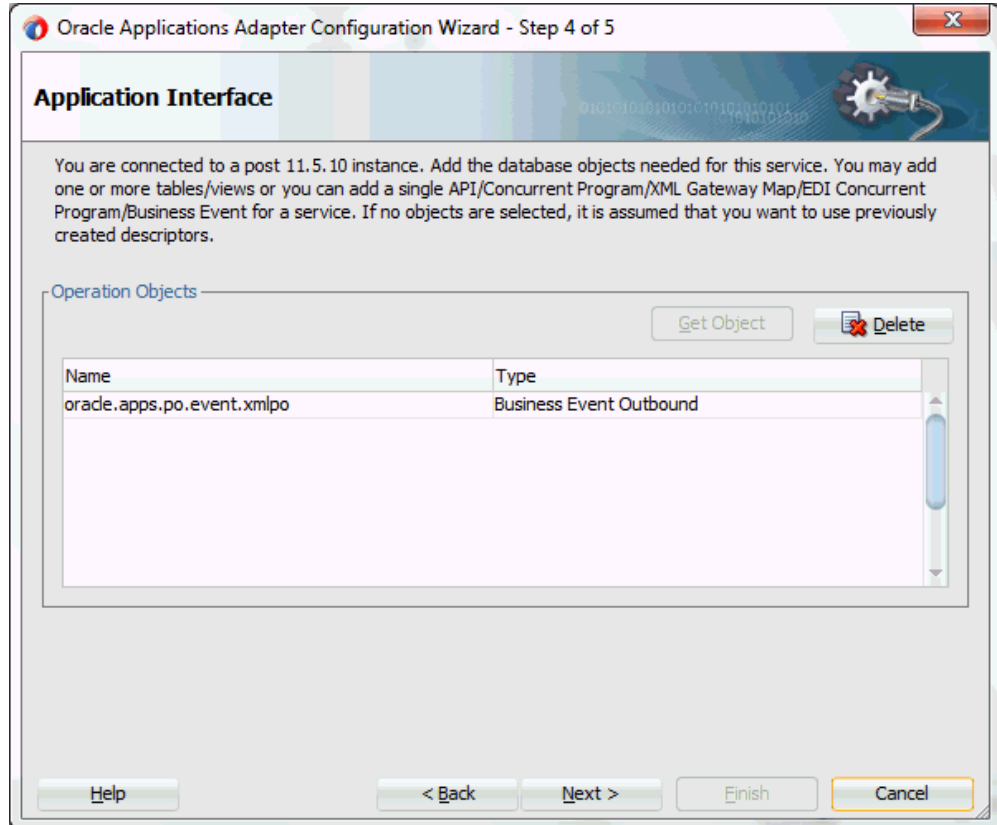 Oracle Applications Adapter Configuration Wizard - Step 4 of 5
Application Interface
You are connected to a post 11.5.10 instance. Add the database objects needed for this service. You may add
one or more tables/views or you can add a single API/Concurrent Program/XML Gateway Map/EDI Concurrent
Program/Business Event for a service. If no objects are selected, it is assumed that you want to use previously
created descriptors.
Operation Objects
Get Object Delete
Name Type
oracle.apps.po.event.xmlpo Business Event Outbound
Help < Back Next > Finish Cancel